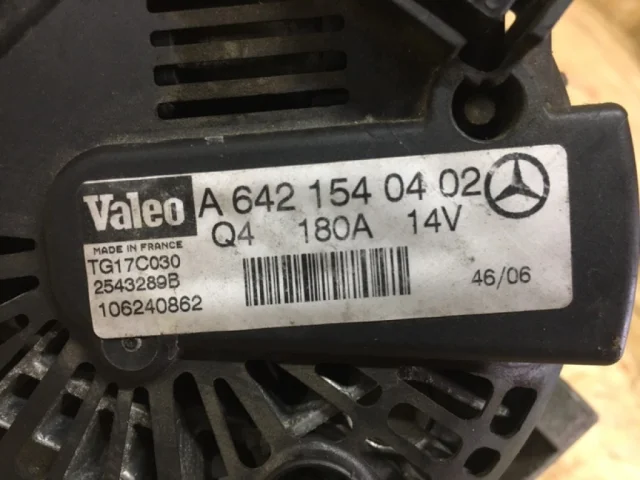 Valeo A 642 154 04 02
MADE IN FRANCE Q4 180A 14V
TG17C030
2543289B 46/06
106240862